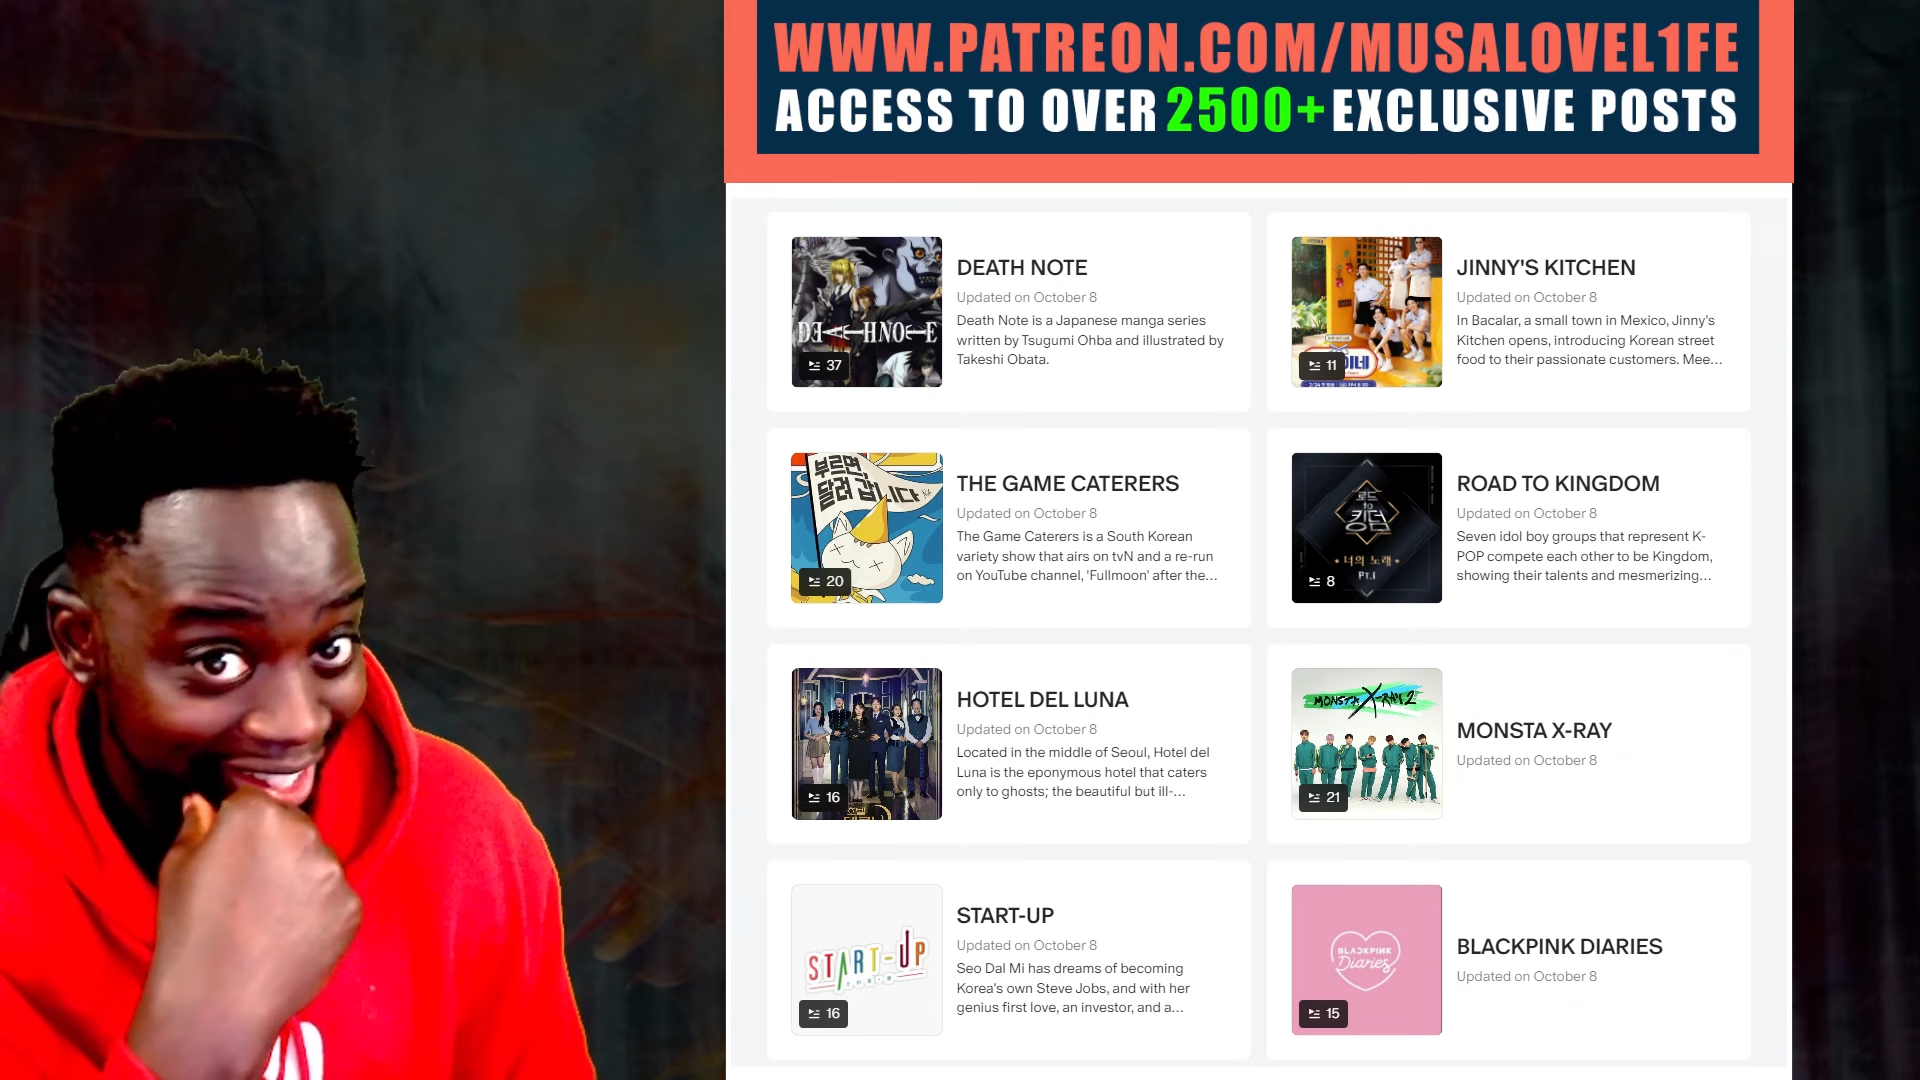 WWW.PATREON.COM/MUSALOVEL1FE
ACCESS TO OVER 2500+ EXCLUSIVE POSTS
DEATH NOTE
Updated on October 8
Death Note is a Japanese manga series
written by Tsugumi Ohba and illustrated by
Takeshi Obata.
DEATHNOTE
37
JINNY'S KITCHEN
Updated on October 8
In Bacalar, a small town in Mexico, Jinny's
Kitchen opens, introducing Korean street
food to their passionate customers. Mee...
11
부르면
달려 갑니다
THE GAME CATERERS
Updated on October 8
The Game Caterers is a South Korean
variety show that airs on tvN and a re-run
on YouTube channel, 'Fullmoon' after the...
20
로드
to
킹덤
너의 노래
PT.I
ROAD TO KINGDOM
Updated on October 8
Seven idol boy groups that represent K-
POP compete each other to be Kingdom,
showing their talents and mesmerizing...
8
HOTEL DEL LUNA
Updated on October 8
Located in the middle of Seoul, Hotel del
Luna is the eponymous hotel that caters
only to ghosts; the beautiful but ill-...
16
MONSTA X-RAY 2
MONSTA X-RAY
Updated on October 8
21
START-UP
START-UP
Updated on October 8
Seo Dal Mi has dreams of becoming
Korea's own Steve Jobs, and with her
genius first love, an investor, and a...
16
BLACKPINK
Diaries
BLACKPINK DIARIES
Updated on October 8
15